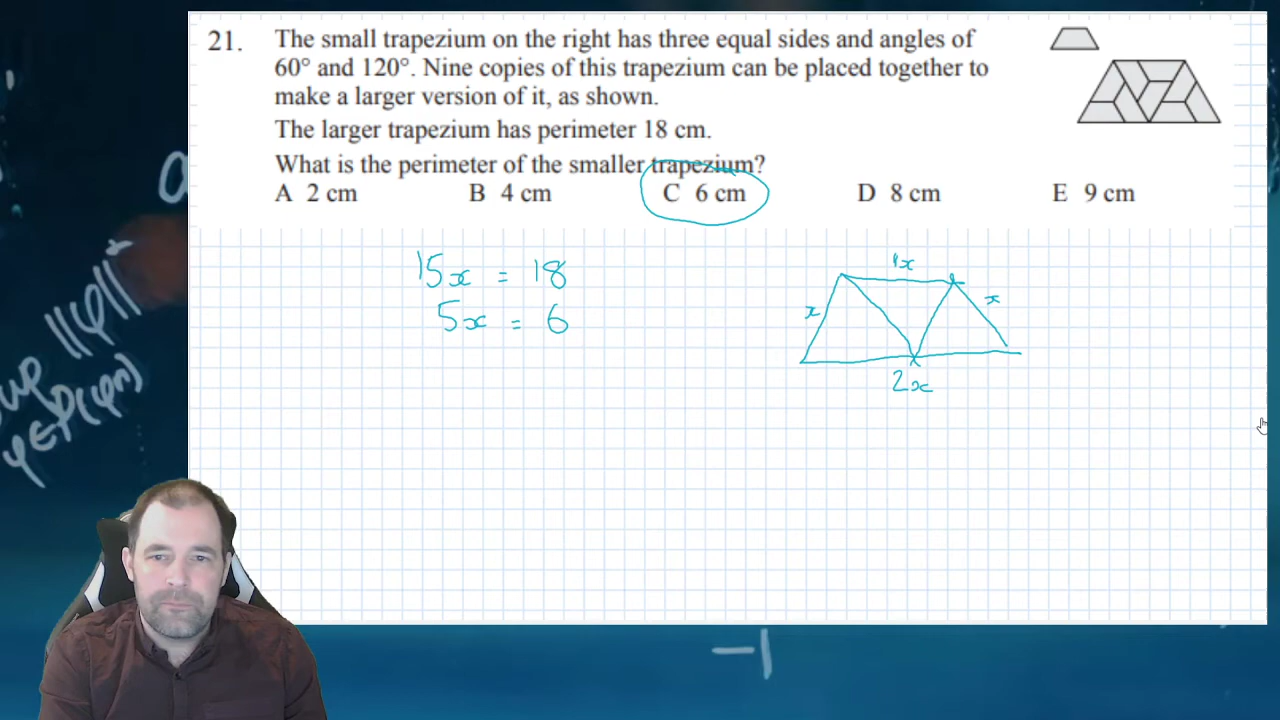 21. The small trapezium on the right has three equal sides and angles of
60° and 120°. Nine copies of this trapezium can be placed together to
make a larger version of it, as shown.
The larger trapezium has perimeter 18 cm.
What is the perimeter of the smaller trapezium?
A 2 cm B 4 cm C 6 cm D 8 cm E 9 cm
15x = 18
5x = 6
1x
x
x
2x
||φ||
φ∈D(φⁿ)
-1